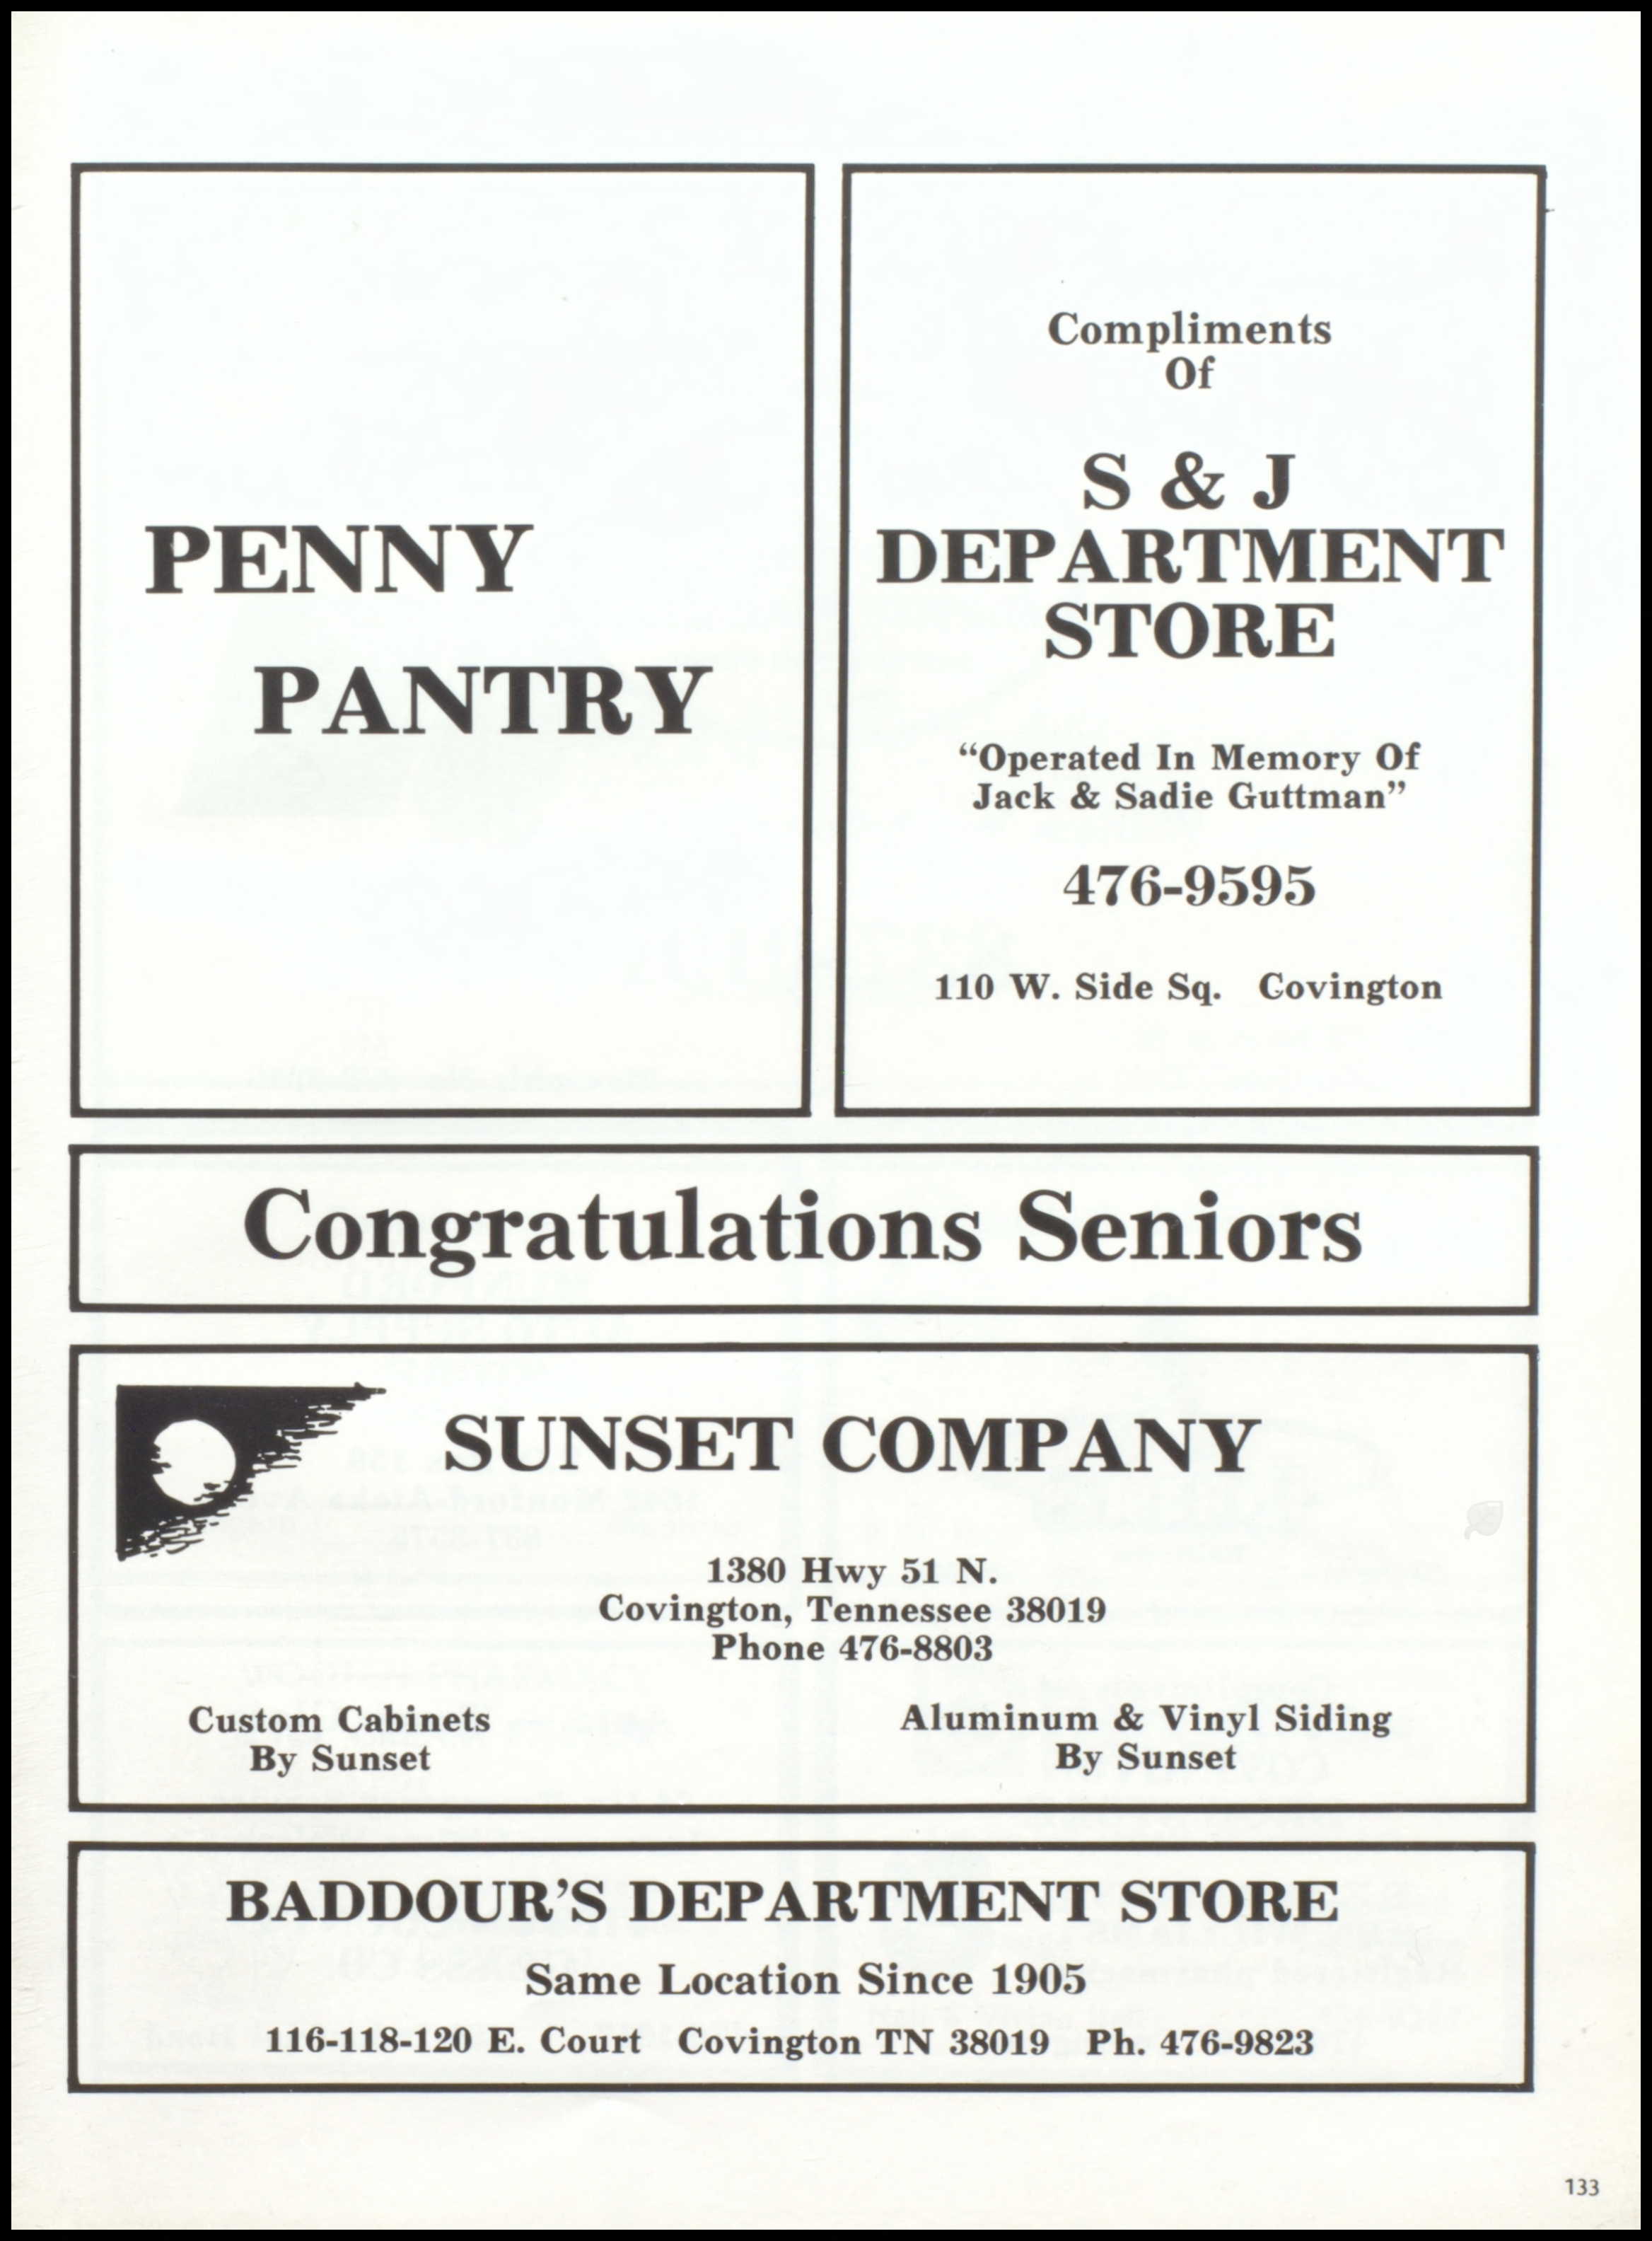 PENNY
PANTRY
Compliments
Of
S & J
DEPARTMENT
STORE
“Operated In Memory Of
Jack & Sadie Guttman”
476-9595
110 W. Side Sq. Covington
Congratulations Seniors
SUNSET COMPANY
1380 Hwy 51 N.
Covington, Tennessee 38019
Phone 476-8803
Custom Cabinets
By Sunset
Aluminum & Vinyl Siding
By Sunset
BADDOUR’S DEPARTMENT STORE
Same Location Since 1905
116-118-120 E. Court Covington TN 38019 Ph. 476-9823
133